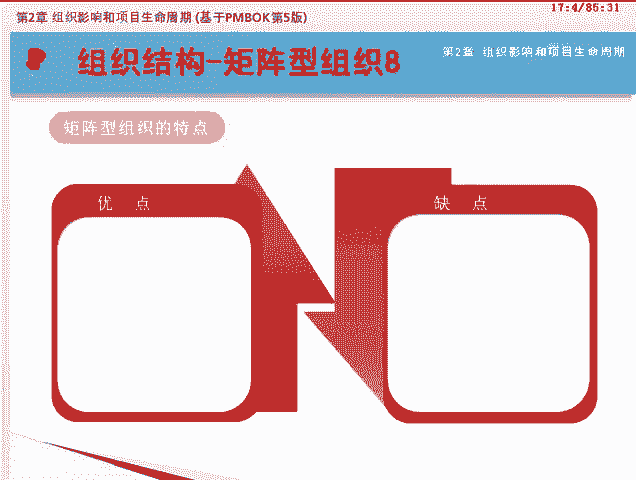 第2章 组织影响和项目生命周期 (基于PMBOK第5版)
17:4/85:31
组织结构-矩阵型组织8
第2章 组织影响和项目生命周期
矩阵型组织的特点
优 点
缺 点